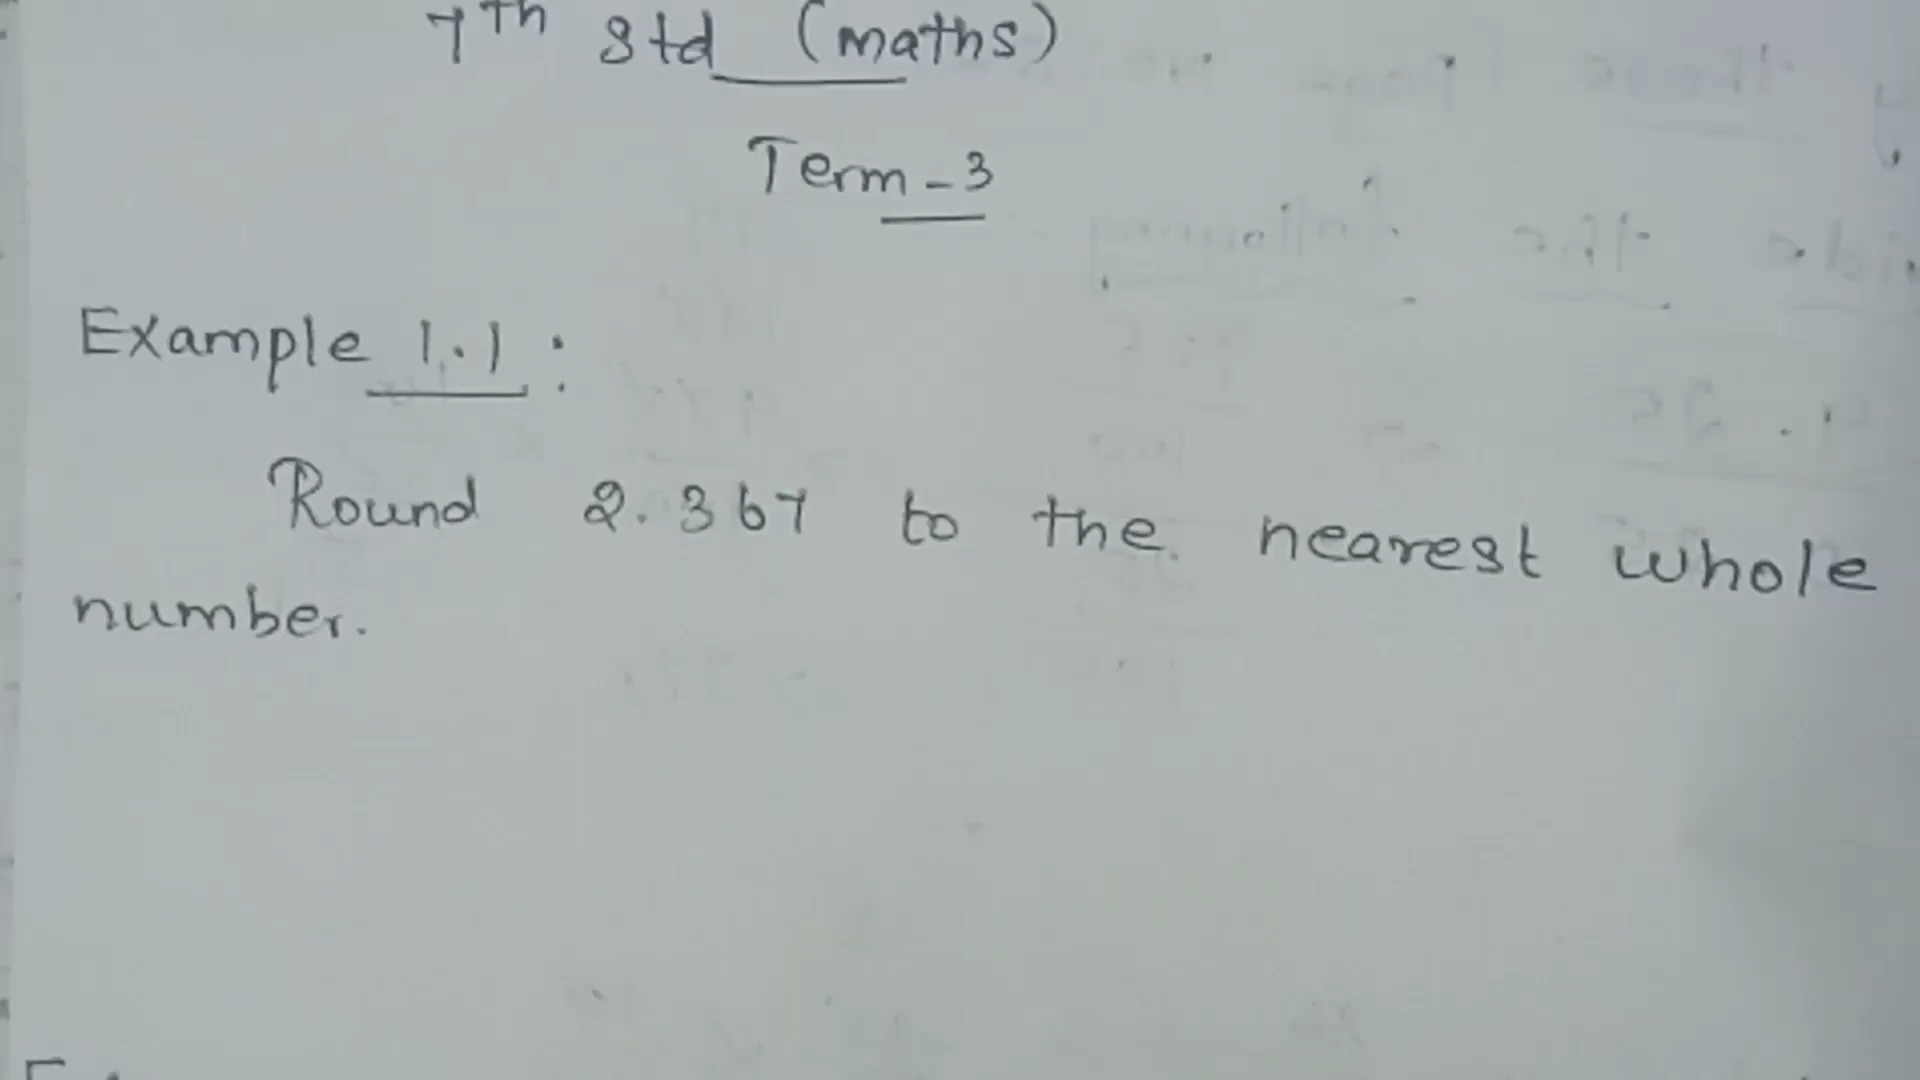 7th std (maths)
Term-3
Example 1.1:
Round 2.367 to the nearest whole
number.